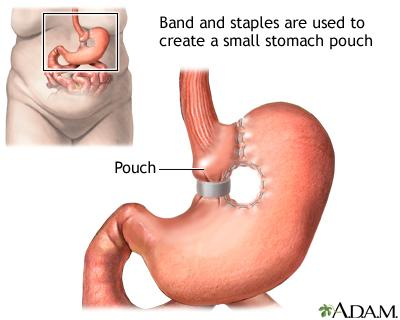 Band and staples are used to
create a small stomach pouch
Pouch
A.D.A.M.